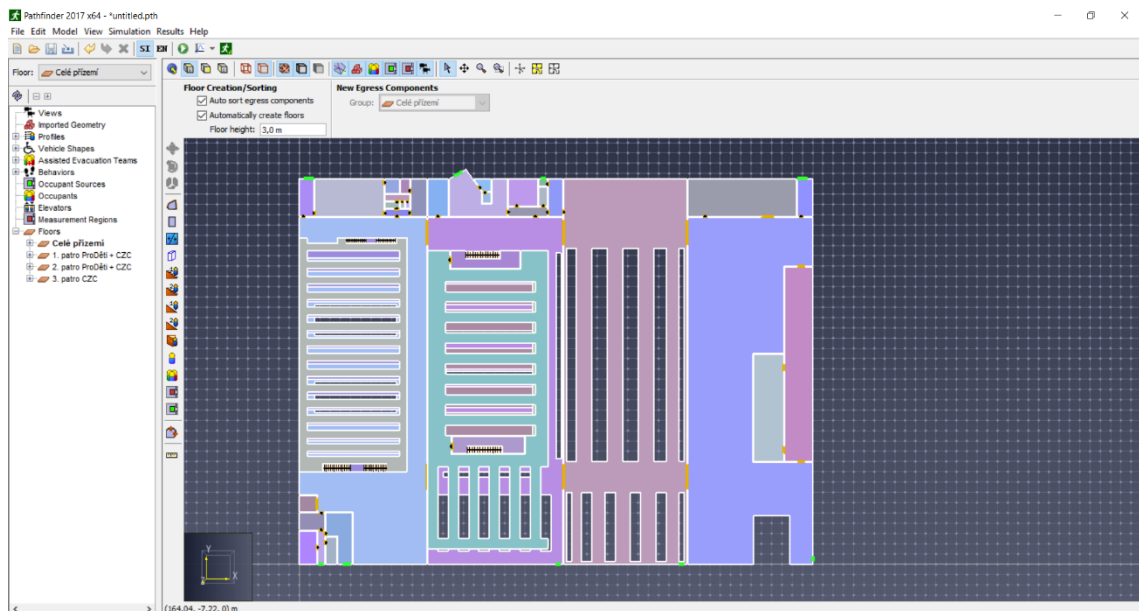 Pathfinder 2017 x64 - *untitled.pth
File Edit Model View Simulation Results Help
SI EN
Floor: Celé přízemí
Floor Creation/Sorting
Auto sort egress components
Automatically create floors
Floor height: 3,0 m
New Egress Components
Group: Celé přízemí
Views
Imported Geometry
Profiles
Vehicle Shapes
Assisted Evacuation Teams
Behaviors
Occupant Sources
Occupants
Elevators
Measurement Regions
Floors
Celé přízemí
1. patro ProDěti + CZC
2. patro ProDěti + CZC
3. patro CZC
Y
X
Z
(164.04, -7.22, 0) m